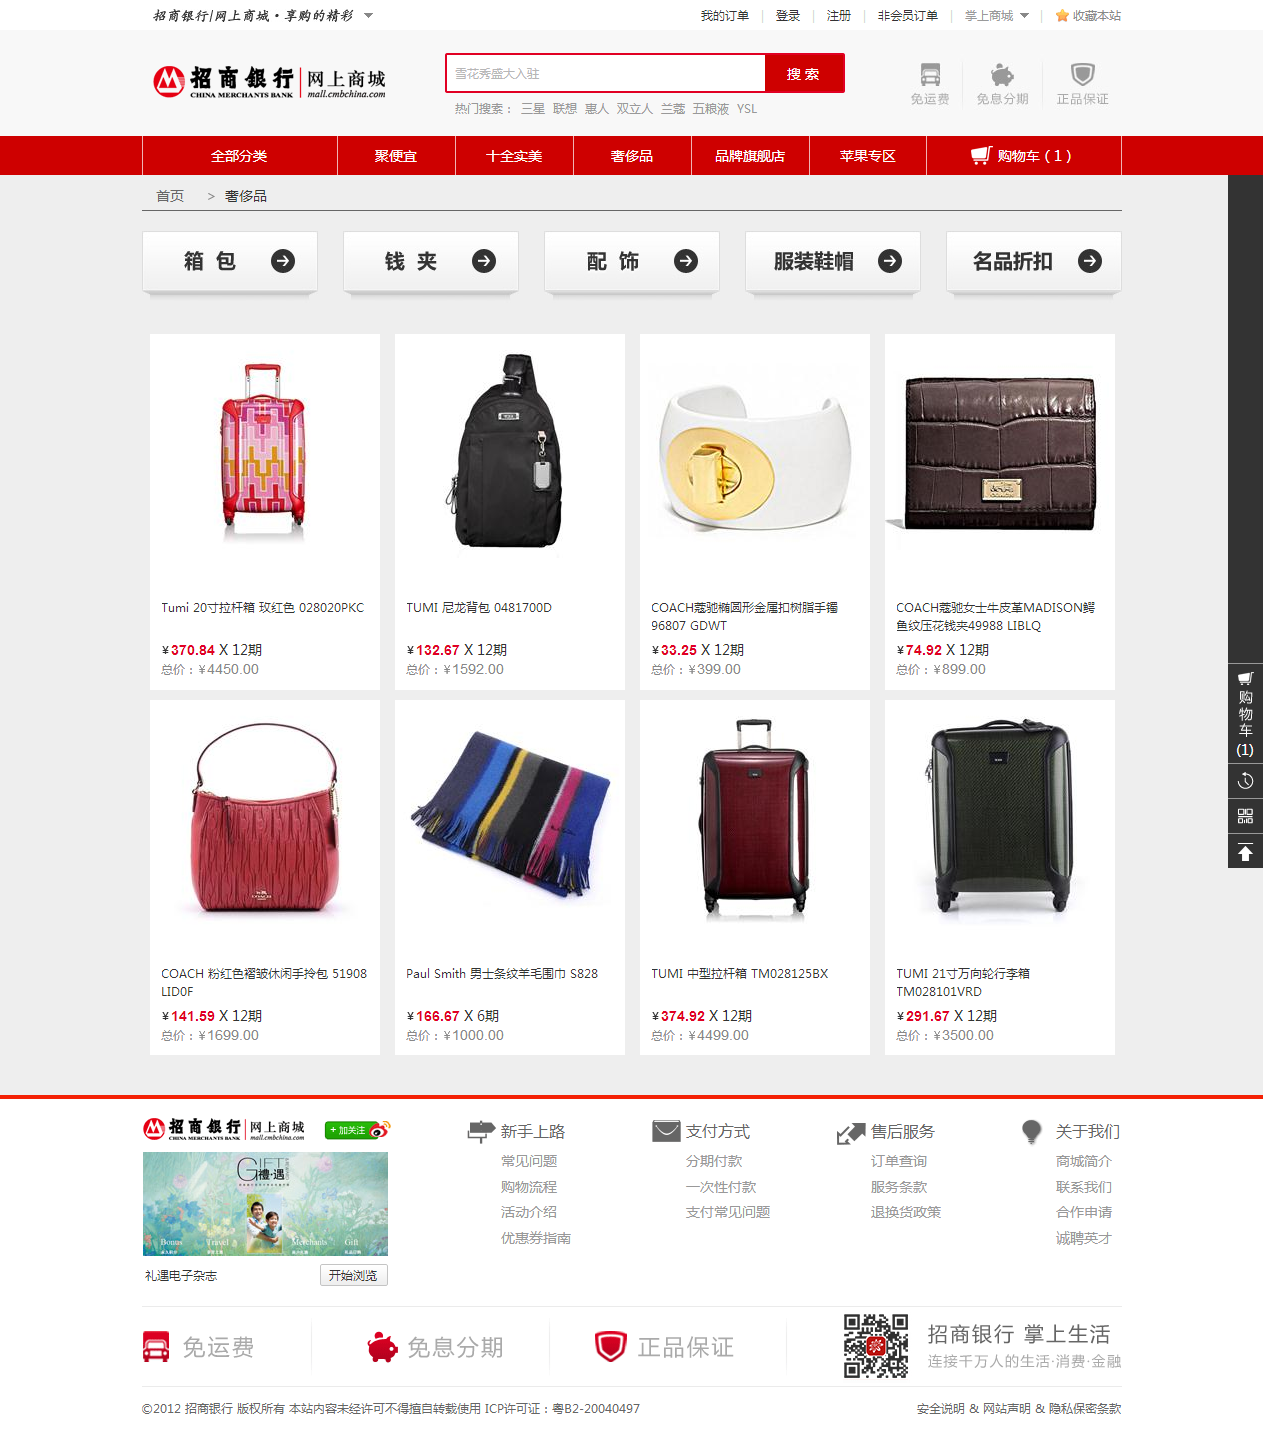 招商银行|网上商城·享购的精彩
我的订单 | 登录 | 注册 | 非会员订单 | 掌上商城 | 收藏本站
招商银行 网上商城
CHINA MERCHANTS BANK mall.cmbchina.com
雪花秀盛大入驻 搜 索
热门搜索： 三星 联想 惠人 双立人 兰蔻 五粮液 YSL
免运费 免息分期 正品保证
全部分类 聚便宜 十全实美 奢侈品 品牌旗舰店 苹果专区 购物车 ( 1 )
首页 > 奢侈品
箱 包 钱 夹 配 饰 服装鞋帽 名品折扣
Tumi 20寸拉杆箱 玫红色 028020PKC
¥370.84 X 12期
总价：¥4450.00
TUMI 尼龙背包 0481700D
¥132.67 X 12期
总价：¥1592.00
COACH蔻驰椭圆形金属扣树脂手镯
96807 GDWT
¥33.25 X 12期
总价：¥399.00
COACH蔻驰女士牛皮革MADISON鳄
鱼纹压花钱夹49988 LIBLQ
¥74.92 X 12期
总价：¥899.00
购
物
车
(1)
COACH 粉红色褶皱休闲手拎包 51908
LID0F
¥141.59 X 12期
总价：¥1699.00
Paul Smith 男士条纹羊毛围巾 S828
¥166.67 X 6期
总价：¥1000.00
TUMI 中型拉杆箱 TM028125BX
¥374.92 X 12期
总价：¥4499.00
TUMI 21寸万向轮行李箱
TM028101VRD
¥291.67 X 12期
总价：¥3500.00
招商银行 网上商城
CHINA MERCHANTS BANK mall.cmbchina.com
+ 加关注
GIFT
禮·遇
Bonus Travel Merchants Gift
礼遇电子杂志 开始浏览
新手上路
常见问题
购物流程
活动介绍
优惠券指南
支付方式
分期付款
一次性付款
支付常见问题
售后服务
订单查询
服务条款
退换货政策
关于我们
商城简介
联系我们
合作申请
诚聘英才
免运费 免息分期 正品保证
招商银行 掌上生活
连接千万人的生活·消费·金融
©2012 招商银行 版权所有 本站内容未经许可不得擅自转载使用 ICP许可证：粤B2-20040497
安全说明 & 网站声明 & 隐私保密条款